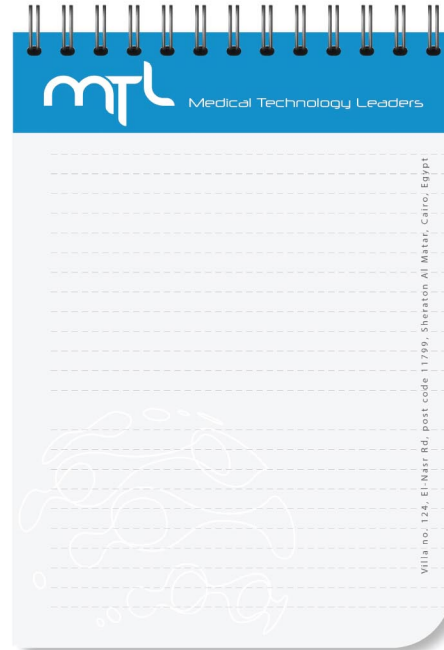 mTL
Medical Technology Leaders
Villa no. 124, El-Nasr Rd, post code 11799, Sheraton Al Matar, Cairo, Egypt